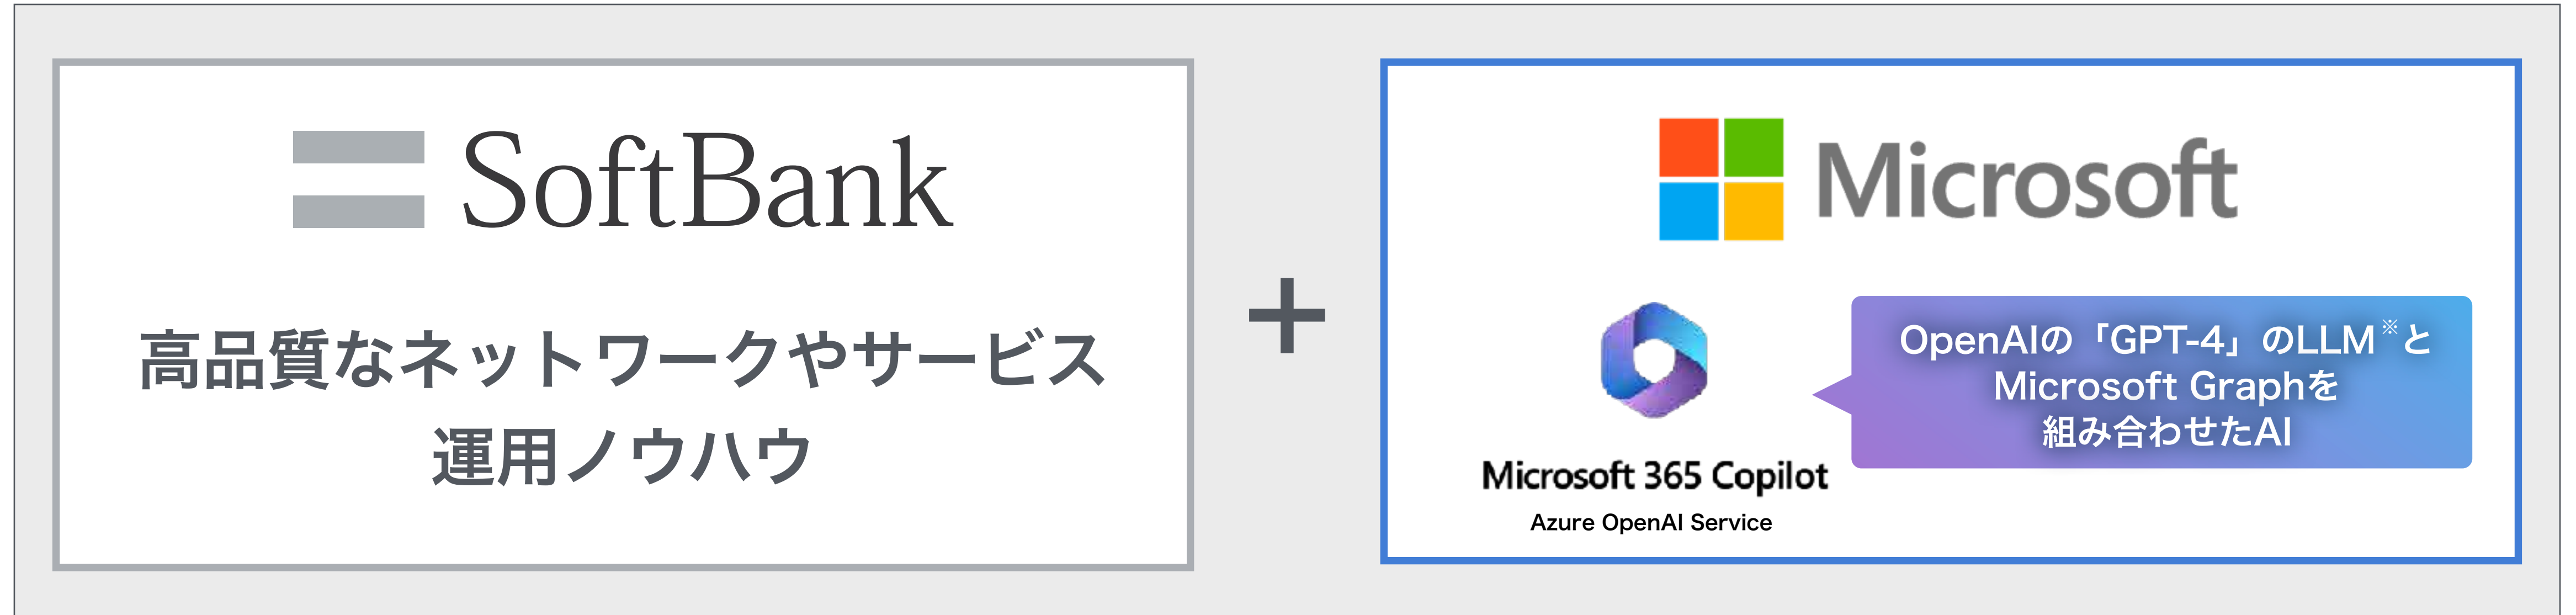 SoftBank
高品質なネットワークやサービス
運用ノウハウ
+
Microsoft
Microsoft 365 Copilot
Azure OpenAI Service
OpenAIの「GPT-4」のLLM※と
Microsoft Graphを
組み合わせたAI